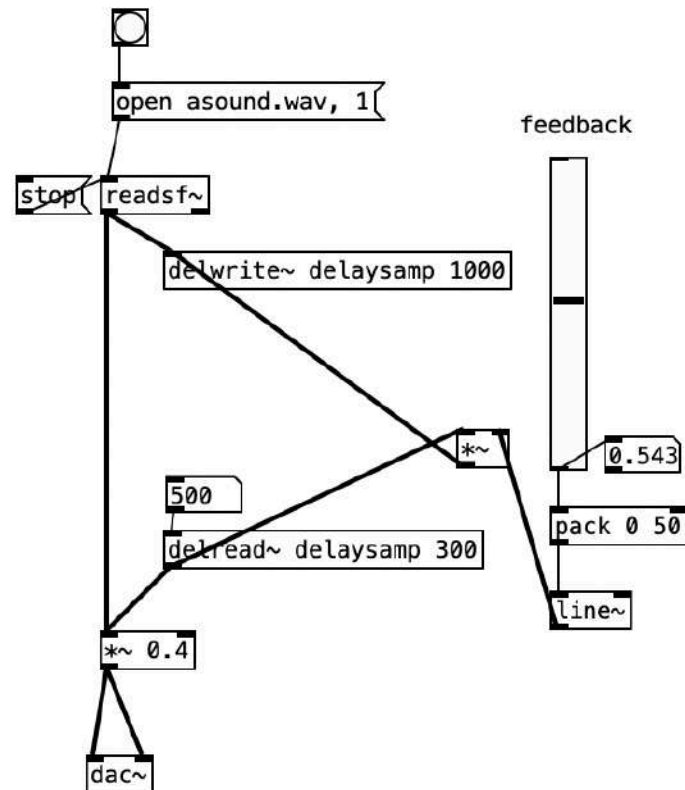 open asound.wav, 1
feedback
stop
readsf~
delwrite~ delaysamp 1000
*~
0.543
500
pack 0 50
delread~ delaysamp 300
line~
*~ 0.4
dac~